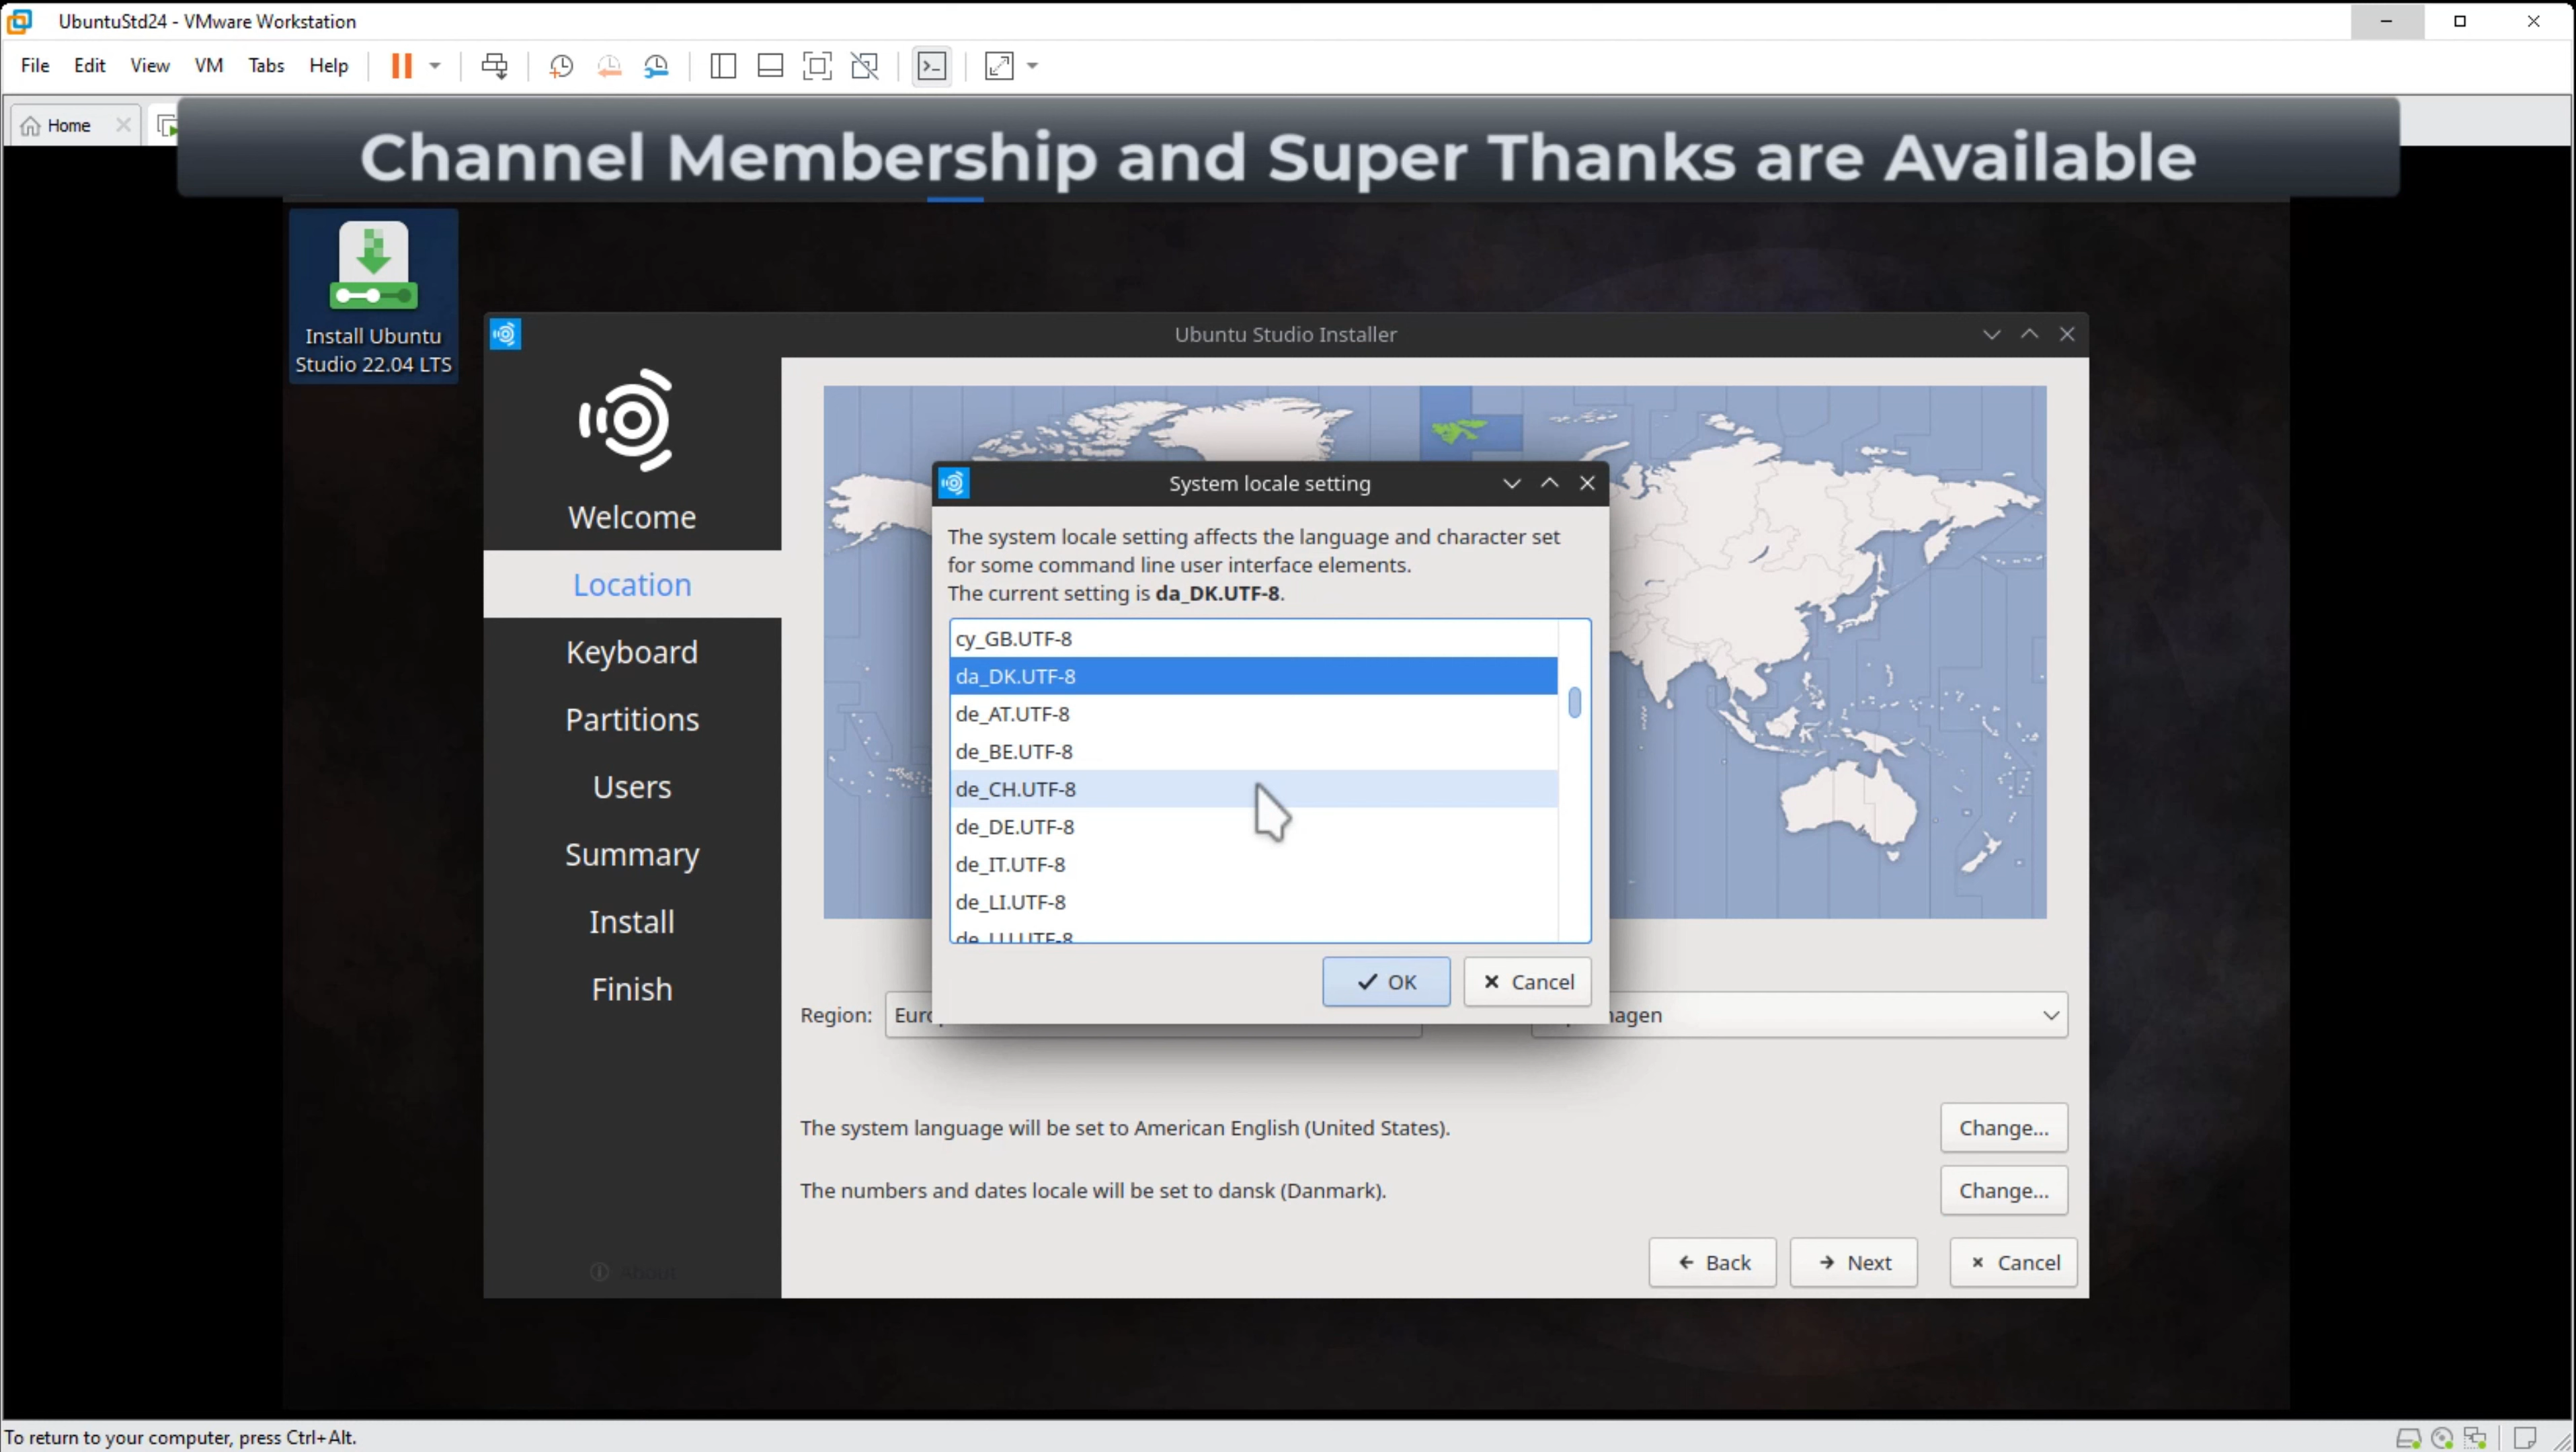 UbuntuStd24 - VMware Workstation
File Edit View VM Tabs Help
Home
Channel Membership and Super Thanks are Available
Install Ubuntu
Studio 22.04 LTS
Ubuntu Studio Installer
Welcome
Location
Keyboard
Partitions
Users
Summary
Install
Finish
About
System locale setting
The system locale setting affects the language and character set
for some command line user interface elements.
The current setting is da_DK.UTF-8.
cy_GB.UTF-8
da_DK.UTF-8
de_AT.UTF-8
de_BE.UTF-8
de_CH.UTF-8
de_DE.UTF-8
de_IT.UTF-8
de_LI.UTF-8
de_LU.UTF-8
OK Cancel
Region:
The system language will be set to American English (United States). Change...
The numbers and dates locale will be set to dansk (Danmark). Change...
Back Next Cancel
To return to your computer, press Ctrl+Alt.